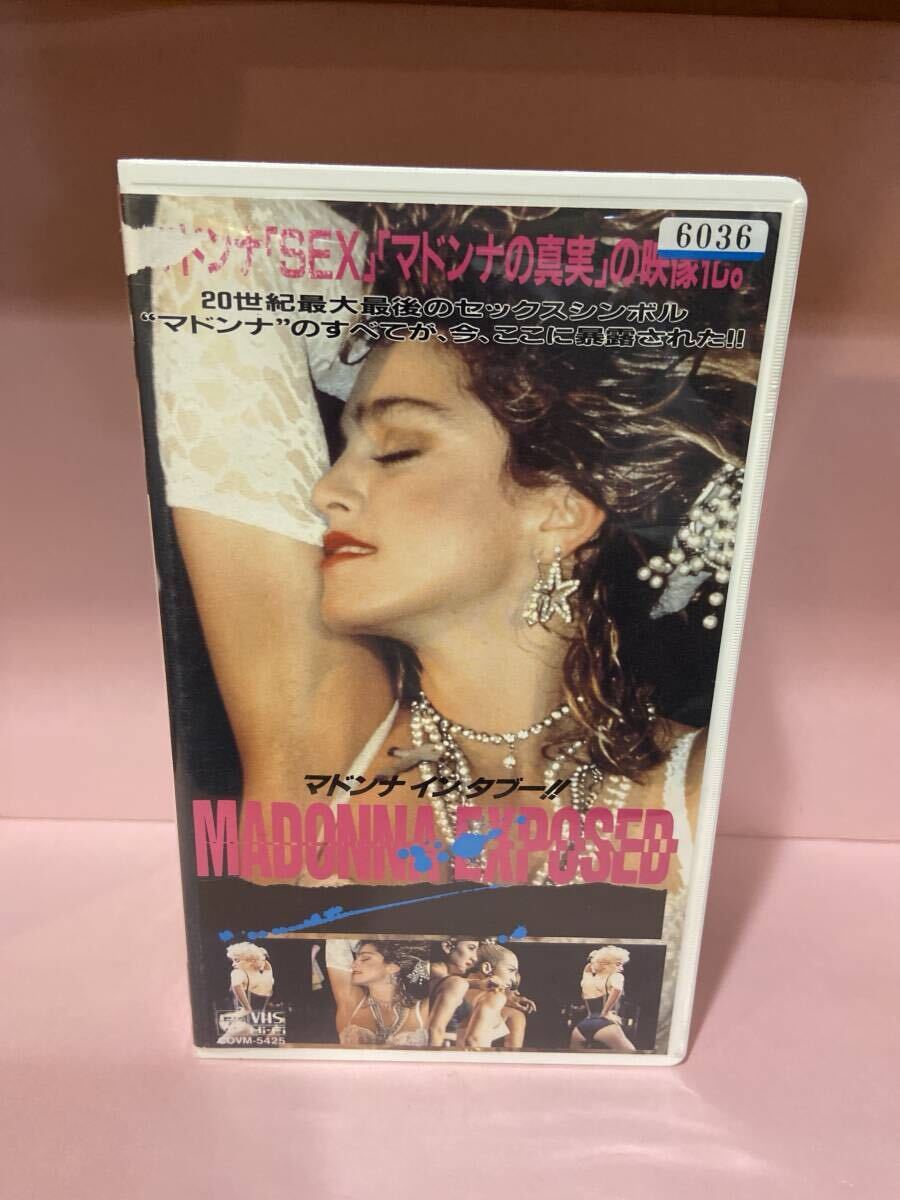 6036
ドンナ「SEX」「マドンナの真実」の映像化。
20世紀最大最後のセックスシンボル
“マドンナ”のすべてが、今、ここに暴露された!!
マドンナ イン タブー!!
MADONNA EXPOSED
VHS
Hi-Fi
COVM-5425